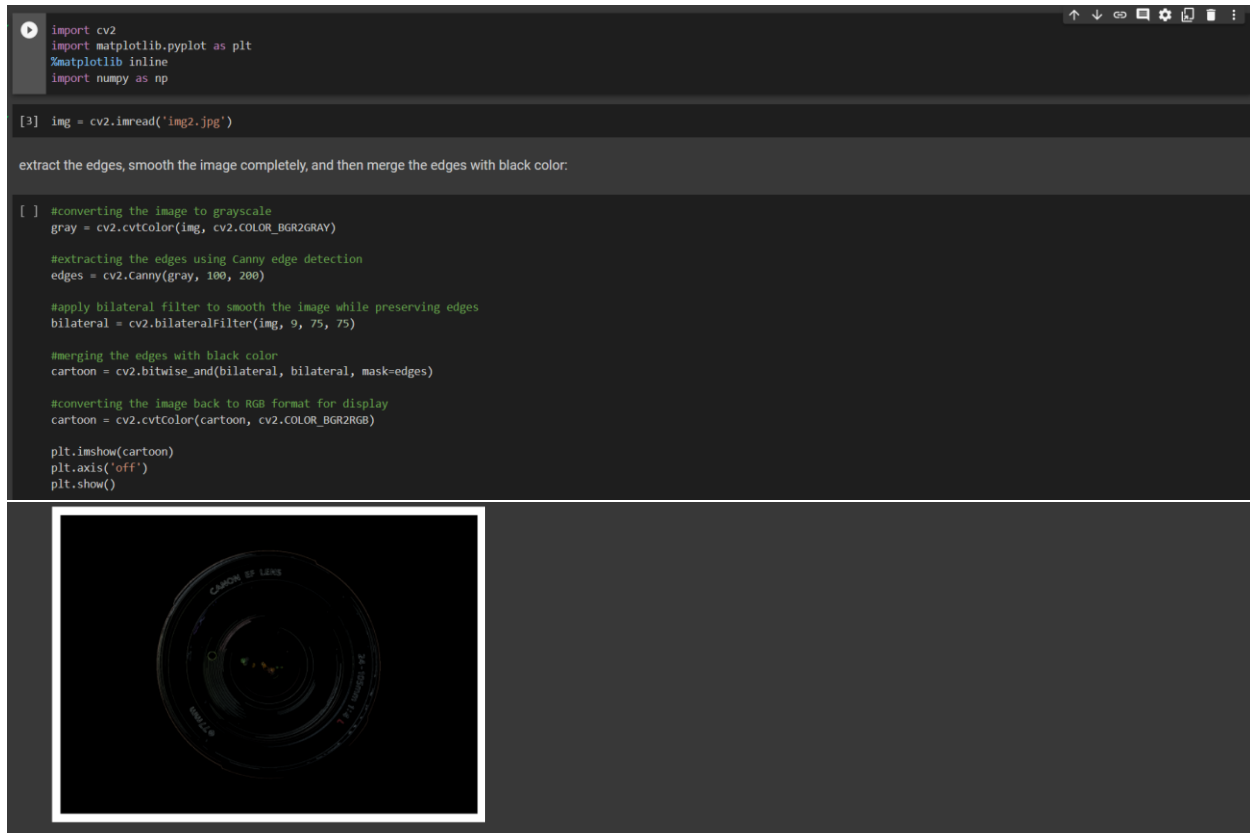 import cv2
import matplotlib.pyplot as plt
%matplotlib inline
import numpy as np
[3] img = cv2.imread('img2.jpg')
extract the edges, smooth the image completely, and then merge the edges with black color:
[ ] #converting the image to grayscale
gray = cv2.cvtColor(img, cv2.COLOR_BGR2GRAY)
#extracting the edges using Canny edge detection
edges = cv2.Canny(gray, 100, 200)
#apply bilateral filter to smooth the image while preserving edges
bilateral = cv2.bilateralFilter(img, 9, 75, 75)
#merging the edges with black color
cartoon = cv2.bitwise_and(bilateral, bilateral, mask=edges)
#converting the image back to RGB format for display
cartoon = cv2.cvtColor(cartoon, cv2.COLOR_BGR2RGB)
plt.imshow(cartoon)
plt.axis('off')
plt.show()
CANON EF LENS
24-105mm f/4 L
ø77mm